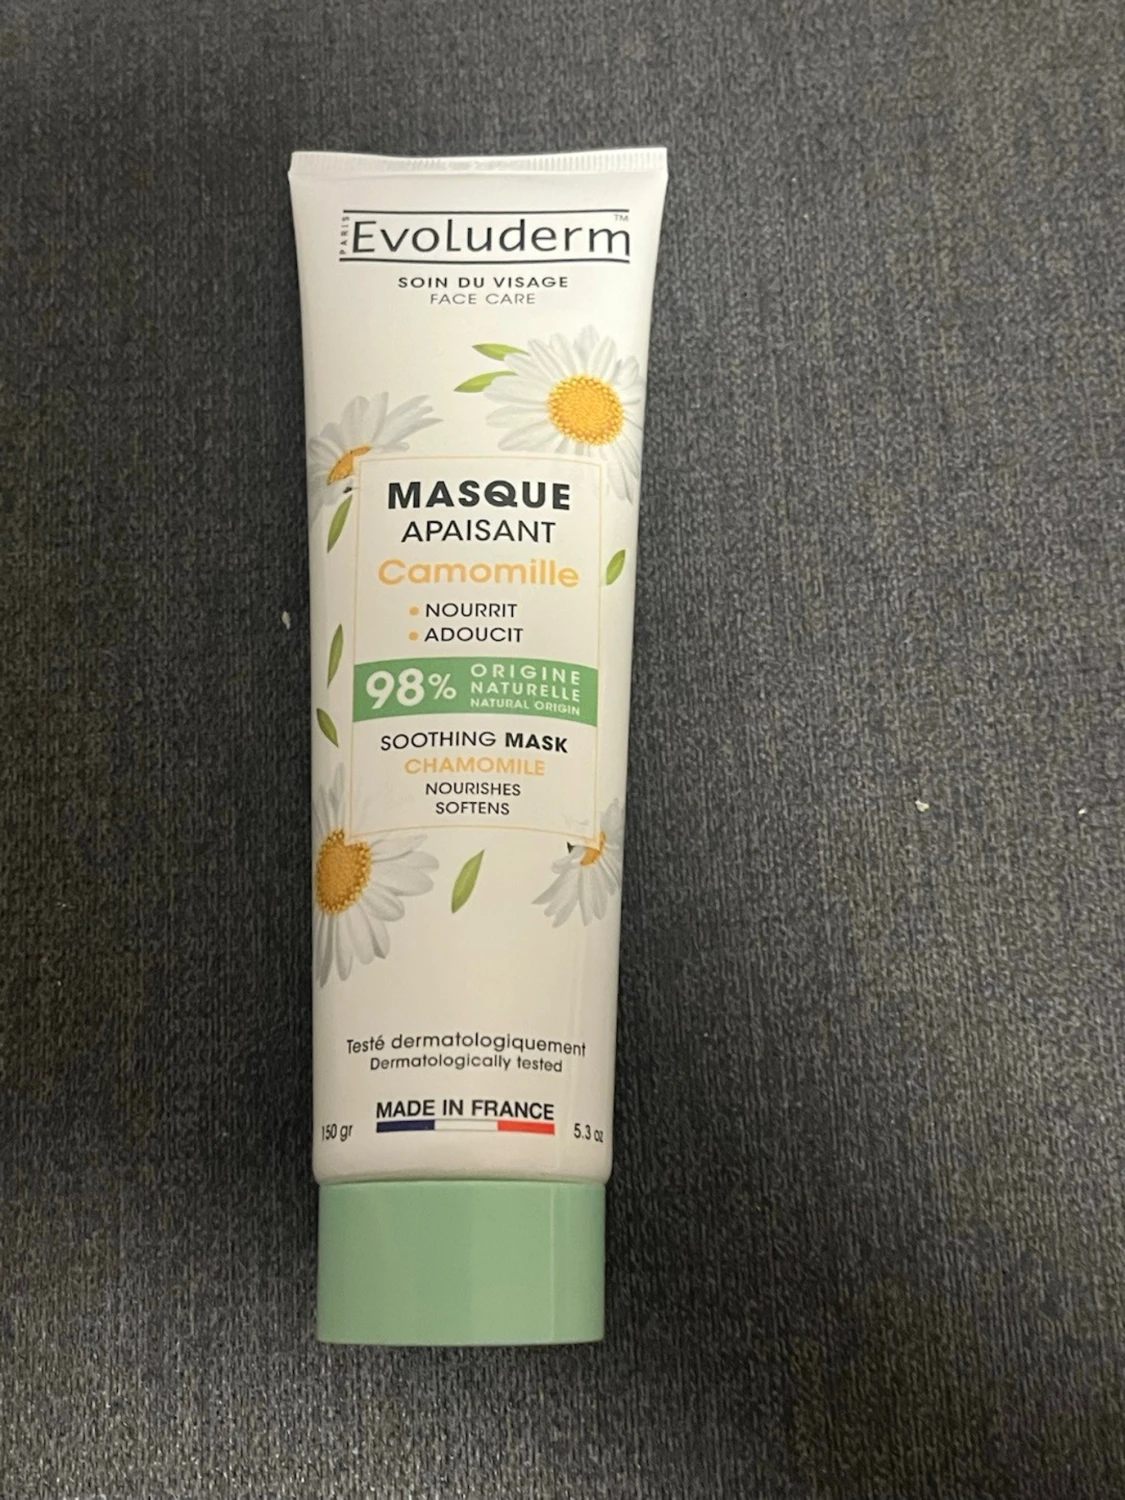 PARIS
Evoluderm™
SOIN DU VISAGE
FACE CARE
MASQUE
APAISANT
Camomille
• NOURRIT
• ADOUCIT
98% ORIGINE
NATURELLE
NATURAL ORIGIN
SOOTHING MASK
CHAMOMILE
NOURISHES
SOFTENS
Testé dermatologiquement
Dermatologically tested
MADE IN FRANCE
150 gr 5.3 oz